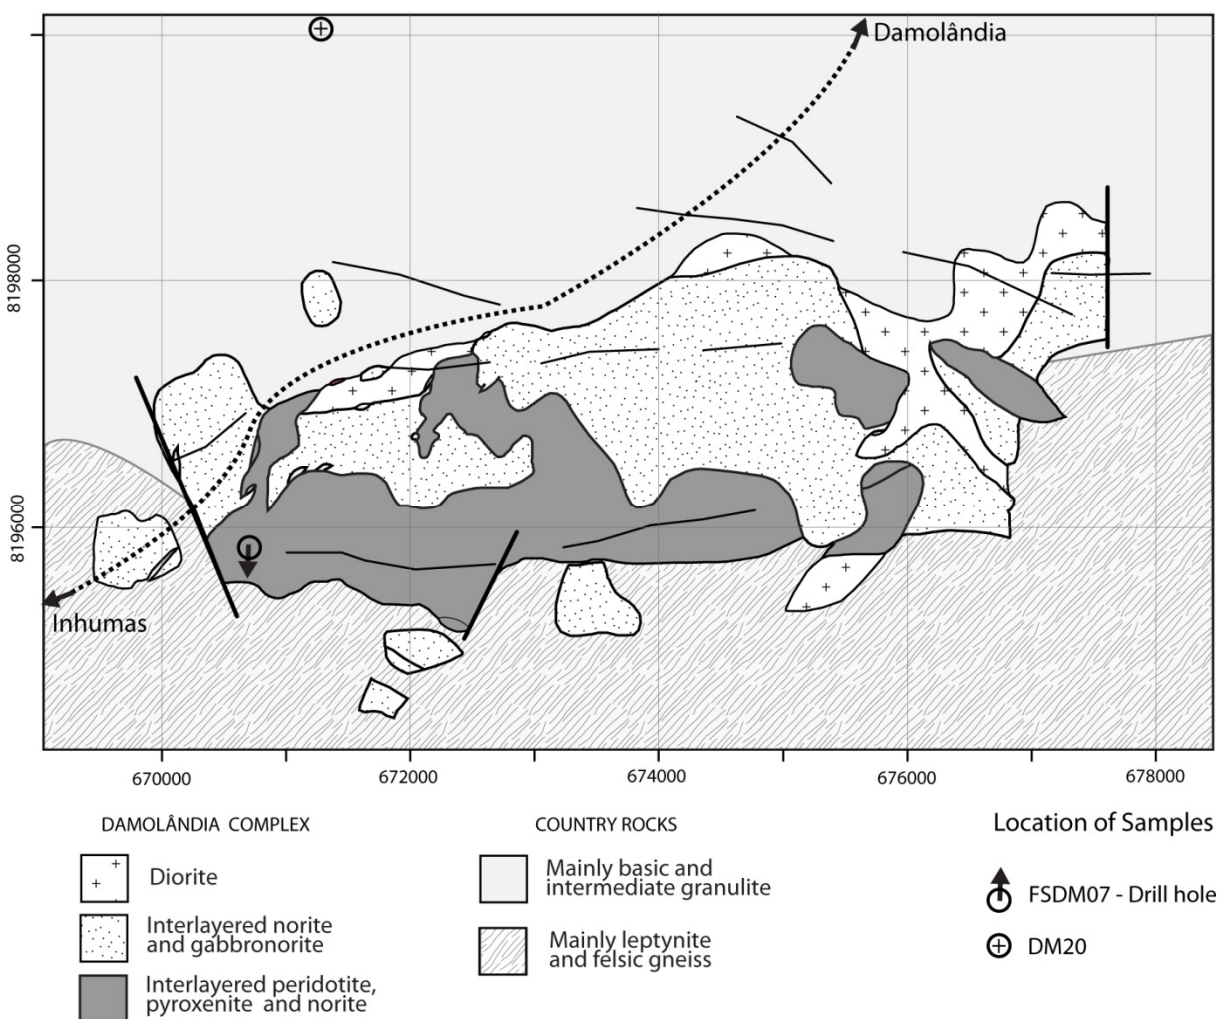 Damolândia
8198000
8196000
Inhumas
670000
672000
674000
676000
678000
DAMOLÂNDIA COMPLEX
Diorite
Interlayered norite
and gabbronorite
Interlayered peridotite,
pyroxenite and norite
COUNTRY ROCKS
Mainly basic and
intermediate granulite
Mainly leptynite
and felsic gneiss
Location of Samples
FSDM07 - Drill hole
DM20